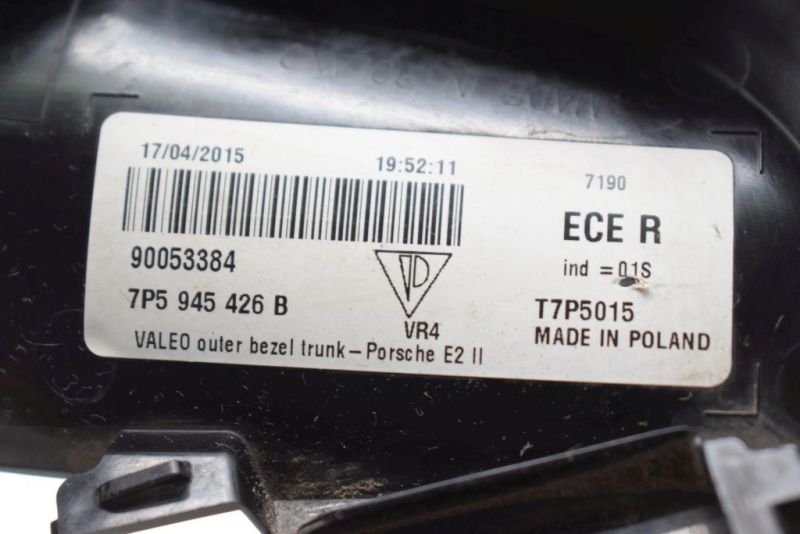 17/04/2015 19:52:11
7190
90053384
7P5 945 426 B
VR4
VALEO outer bezel trunk-Porsche E2 II
ECE R
ind =01S
T7P5015
MADE IN POLAND